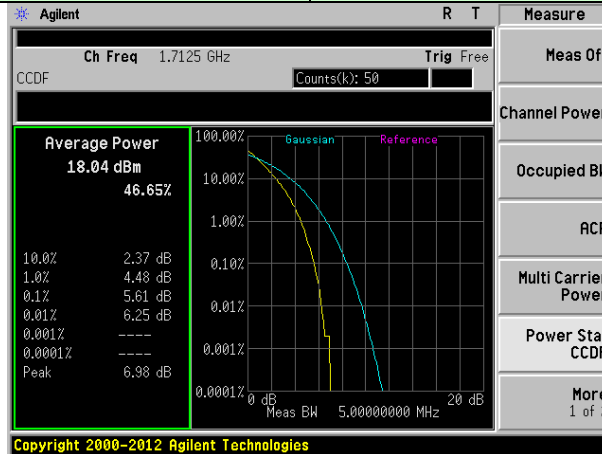 Agilent R T Measure
Ch Freq 1.7125 GHz Trig Free
CCDF Counts(k): 50
Meas Of
Channel Power
Occupied B
ACP
Multi Carrier
Power
Power Sta
CCDF
More
1 of
Average Power
18.04 dBm
46.65%
10.0% 2.37 dB
1.0% 4.48 dB
0.1% 5.61 dB
0.01% 6.25 dB
0.001% ----
0.0001% ----
Peak 6.98 dB
Gaussian Reference
100.00%
10.00%
1.00%
0.10%
0.01%
0.001%
0.0001%
0 dB 20 dB
Meas BW 5.00000000 MHz
Copyright 2000-2012 Agilent Technologies